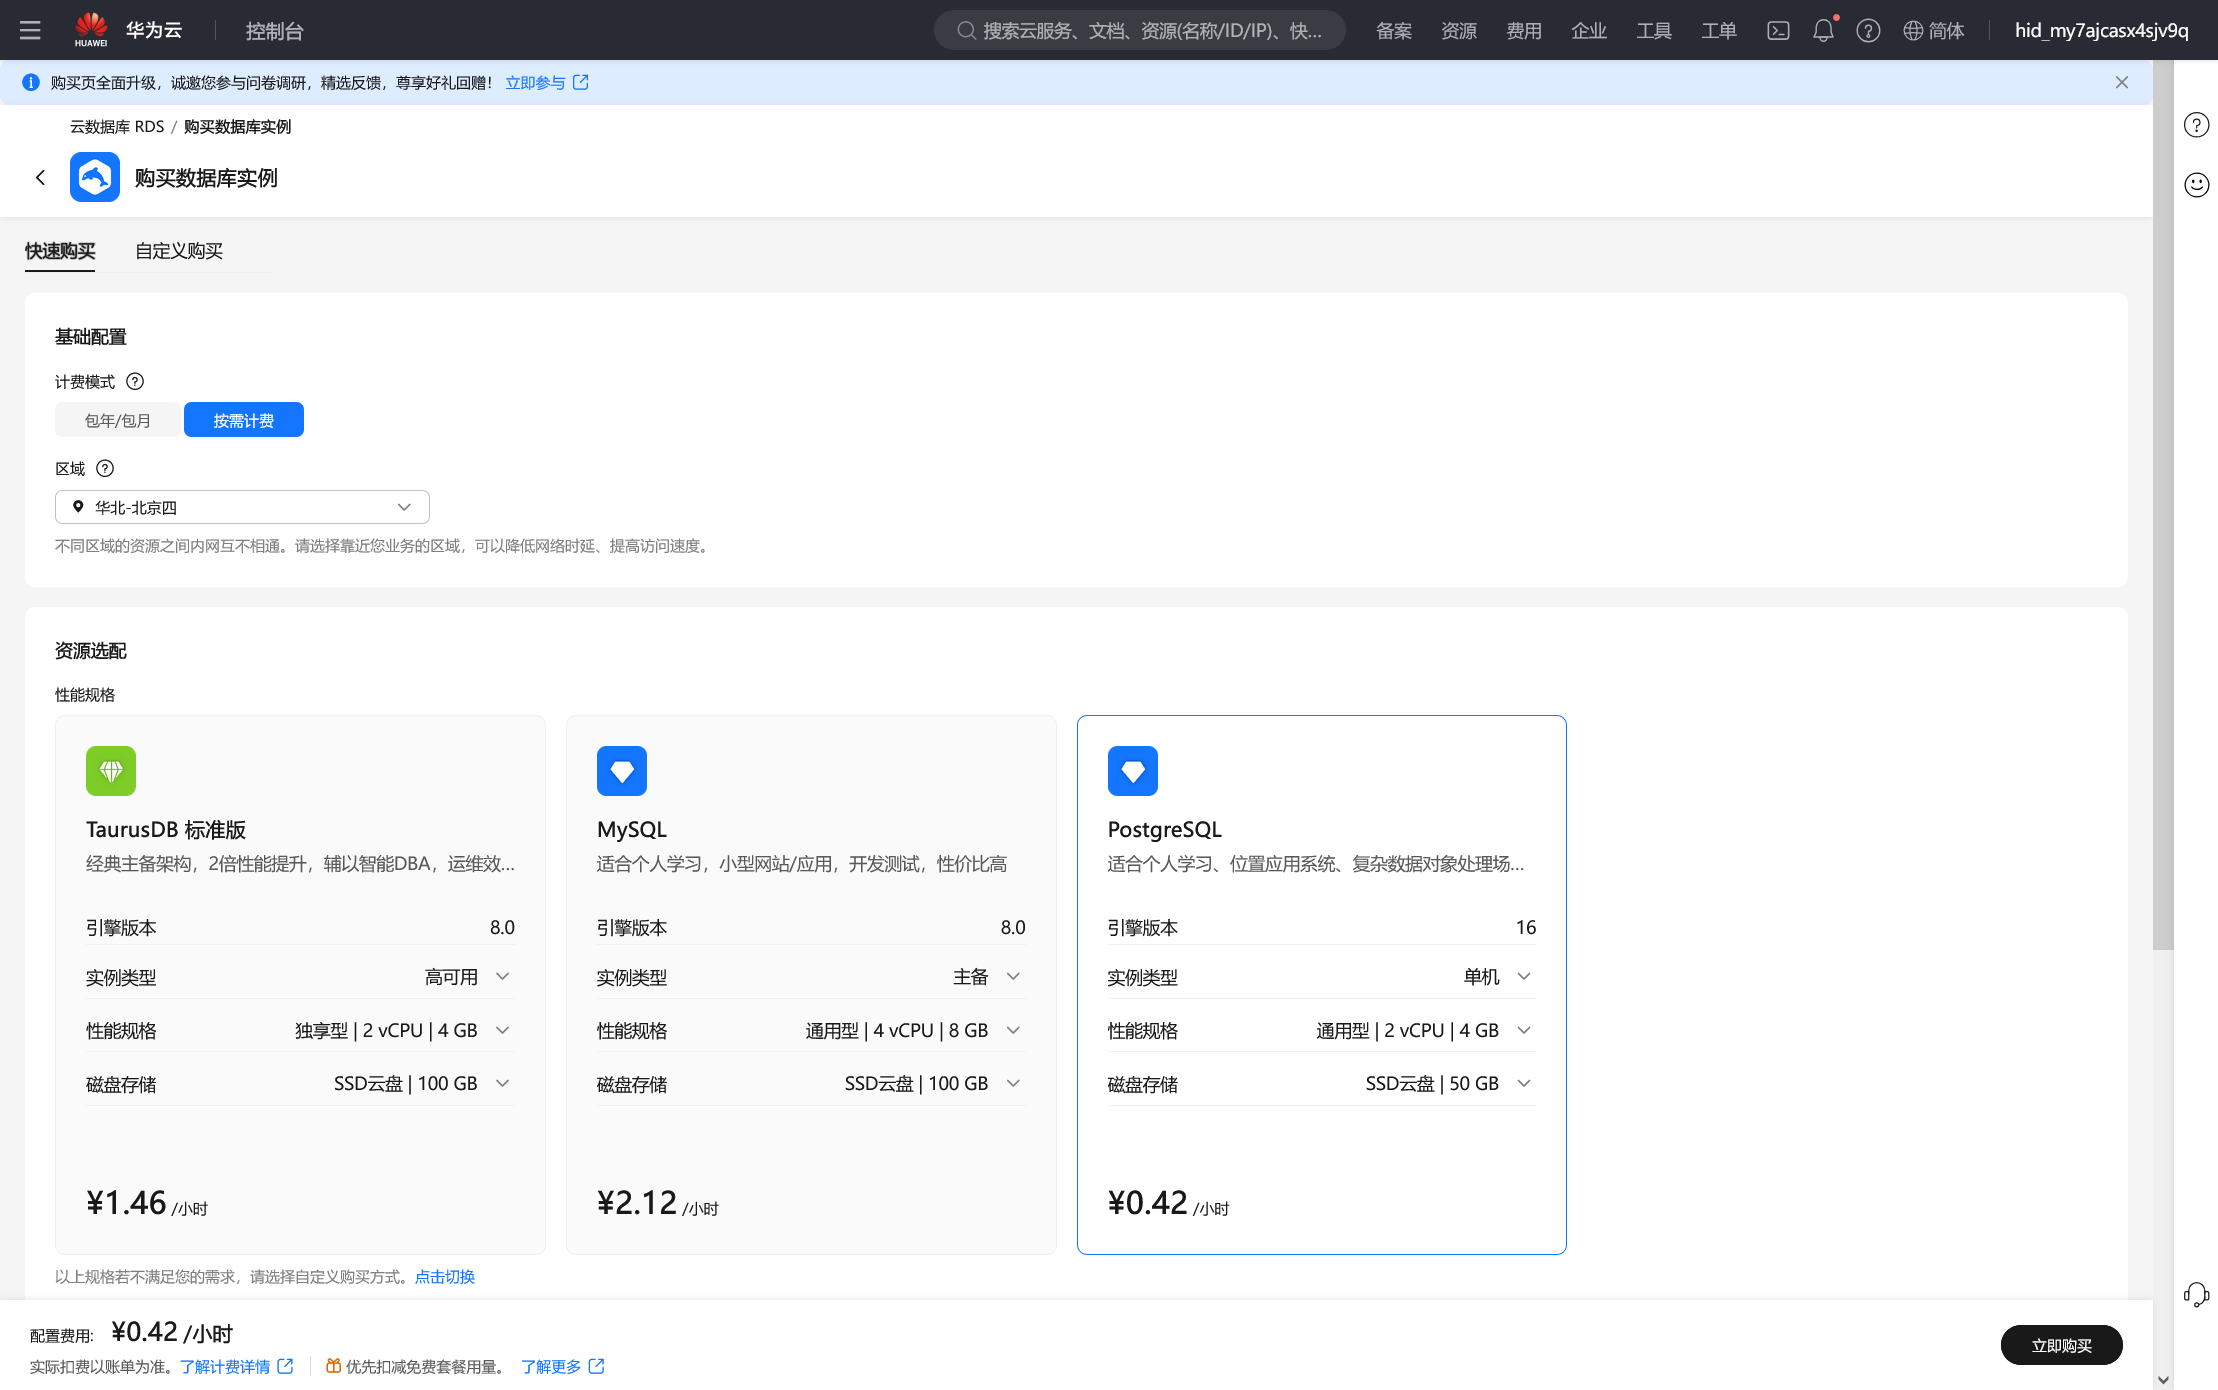 HUAWEI
华为云
控制台
搜索云服务、文档、资源(名称/ID/IP)、快...
备案
资源
费用
企业
工具
工单
简体
hid_my7ajcasx4sjv9q
购买页全面升级，诚邀您参与问卷调研，精选反馈，尊享好礼回赠！ 立即参与
云数据库 RDS / 购买数据库实例
购买数据库实例
快速购买
自定义购买
基础配置
计费模式
包年/包月
按需计费
区域
华北-北京四
不同区域的资源之间内网互不相通。请选择靠近您业务的区域，可以降低网络时延、提高访问速度。
资源选配
性能规格
TaurusDB 标准版
经典主备架构，2倍性能提升，辅以智能DBA，运维效...
引擎版本 8.0
实例类型 高可用
性能规格 独享型 | 2 vCPU | 4 GB
磁盘存储 SSD云盘 | 100 GB
¥1.46 /小时
MySQL
适合个人学习，小型网站/应用，开发测试，性价比高
引擎版本 8.0
实例类型 主备
性能规格 通用型 | 4 vCPU | 8 GB
磁盘存储 SSD云盘 | 100 GB
¥2.12 /小时
PostgreSQL
适合个人学习、位置应用系统、复杂数据对象处理场...
引擎版本 16
实例类型 单机
性能规格 通用型 | 2 vCPU | 4 GB
磁盘存储 SSD云盘 | 50 GB
¥0.42 /小时
以上规格若不满足您的需求，请选择自定义购买方式。点击切换
配置费用: ¥0.42 /小时
实际扣费以账单为准。了解计费详情
优先扣减免费套餐用量。 了解更多
立即购买